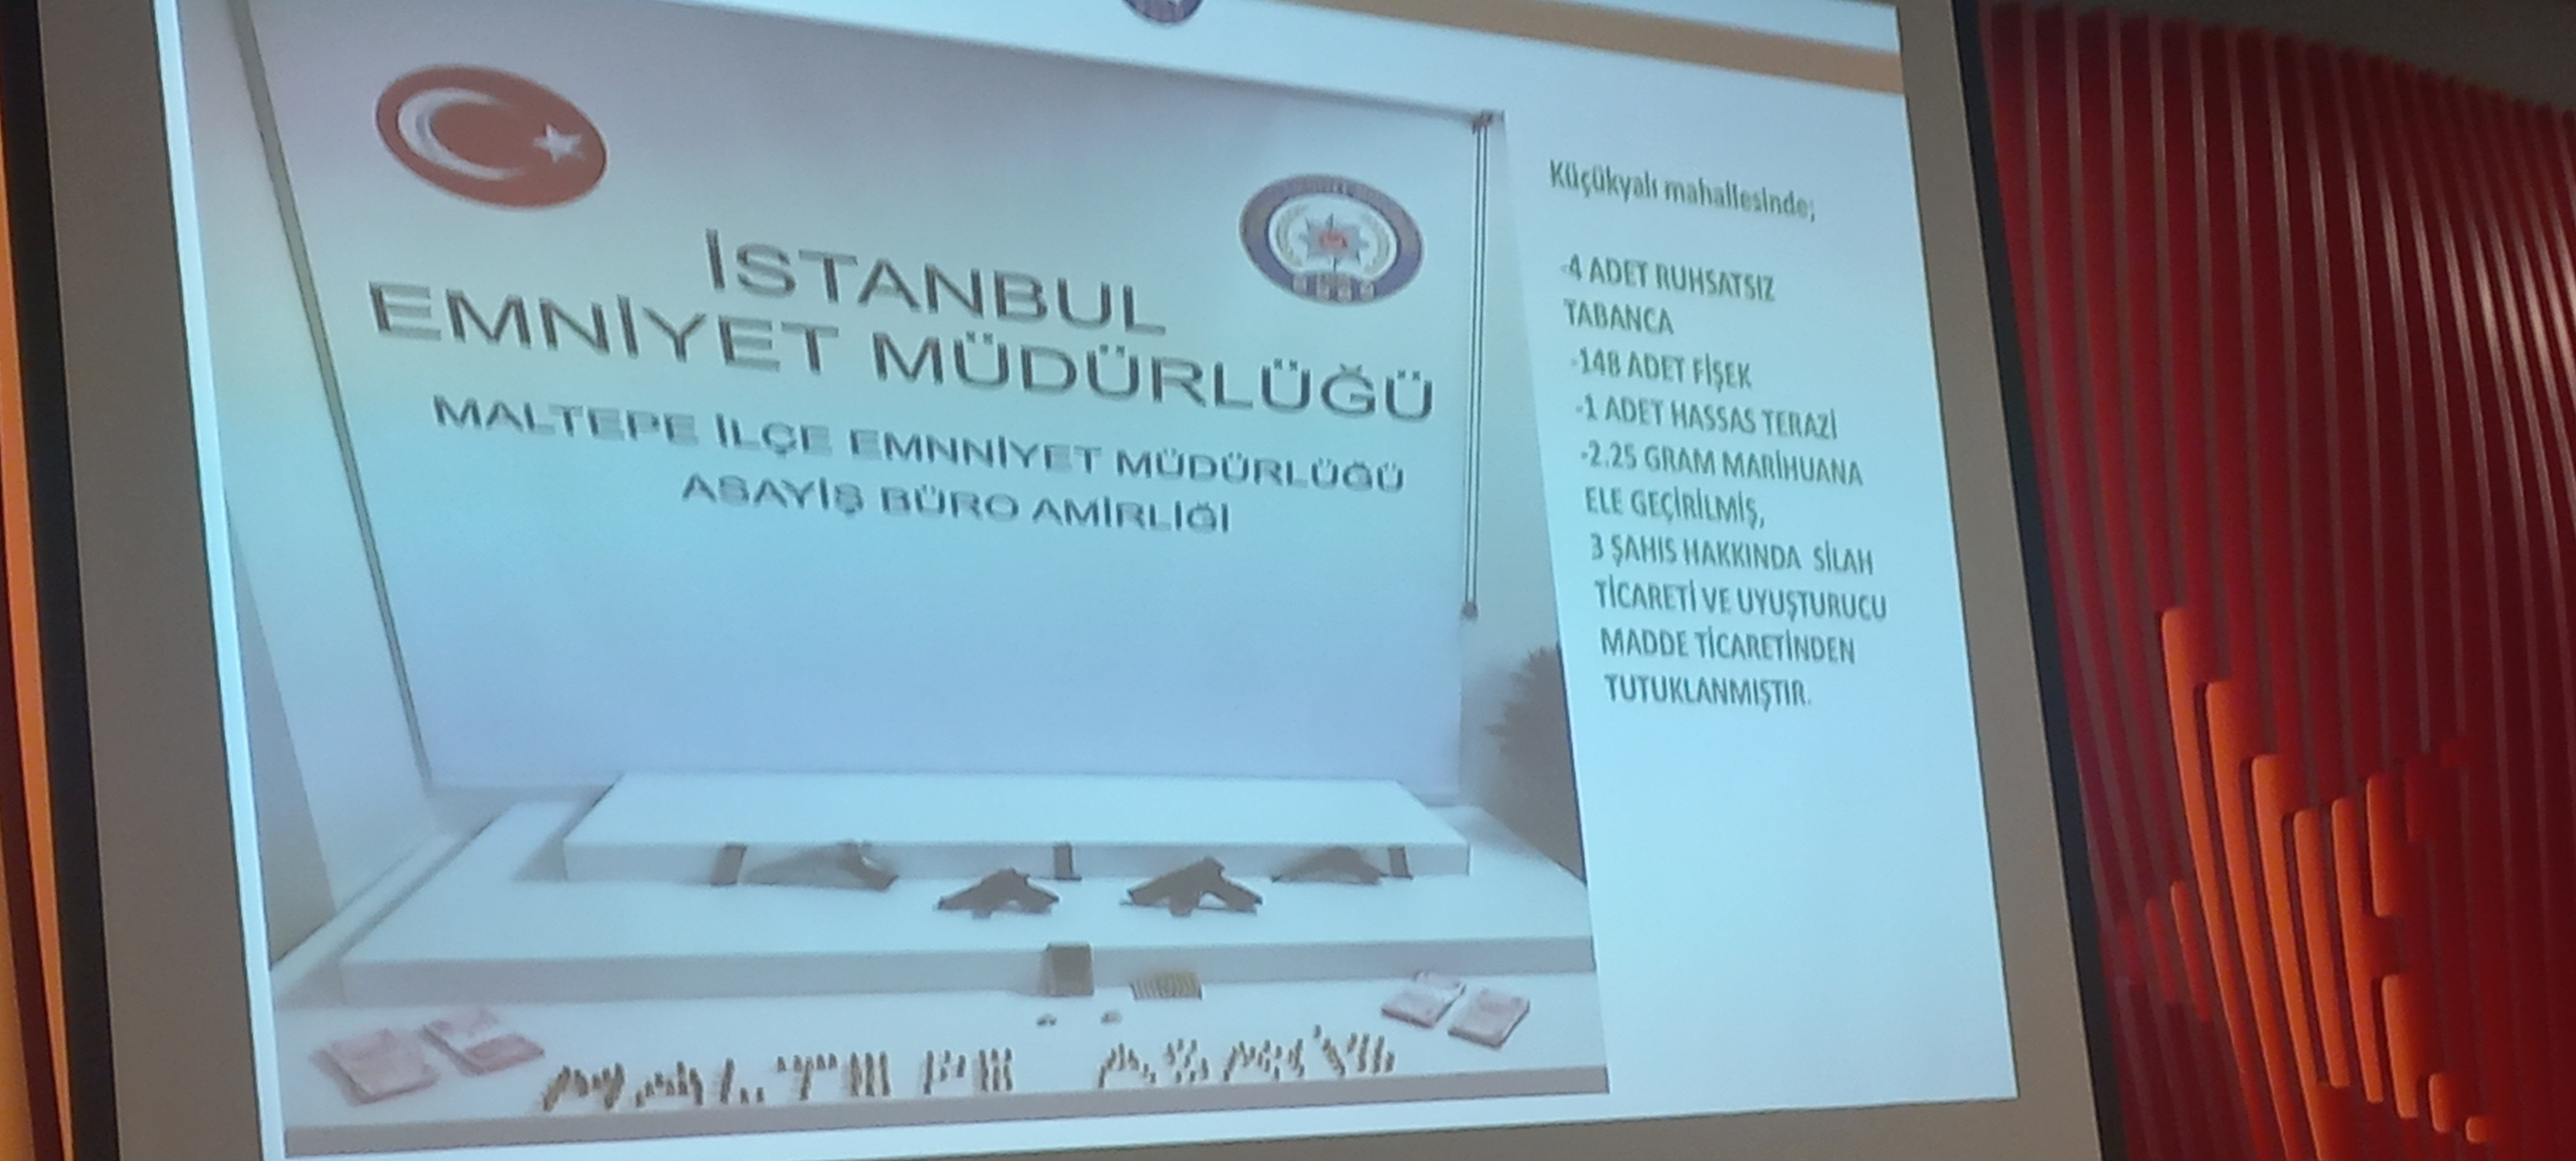 İSTANBUL
EMNİYET MÜDÜRLÜĞÜ
MALTEPE İLÇE EMNNİYET MÜDÜRLÜĞÜ
ASAYİŞ BÜRO AMİRLİĞİ
MALTEPE ASAYİŞ
Küçükyalı mahallesinde;
-4 ADET RUHSATSIZ
TABANCA
-148 ADET FİŞEK
-1 ADET HASSAS TERAZİ
-2.25 GRAM MARİHUANA
ELE GEÇİRİLMİŞ,
3 ŞAHIS HAKKINDA SİLAH
TİCARETİ VE UYUŞTURUCU
MADDE TİCARETİNDEN
TUTUKLANMIŞTIR.